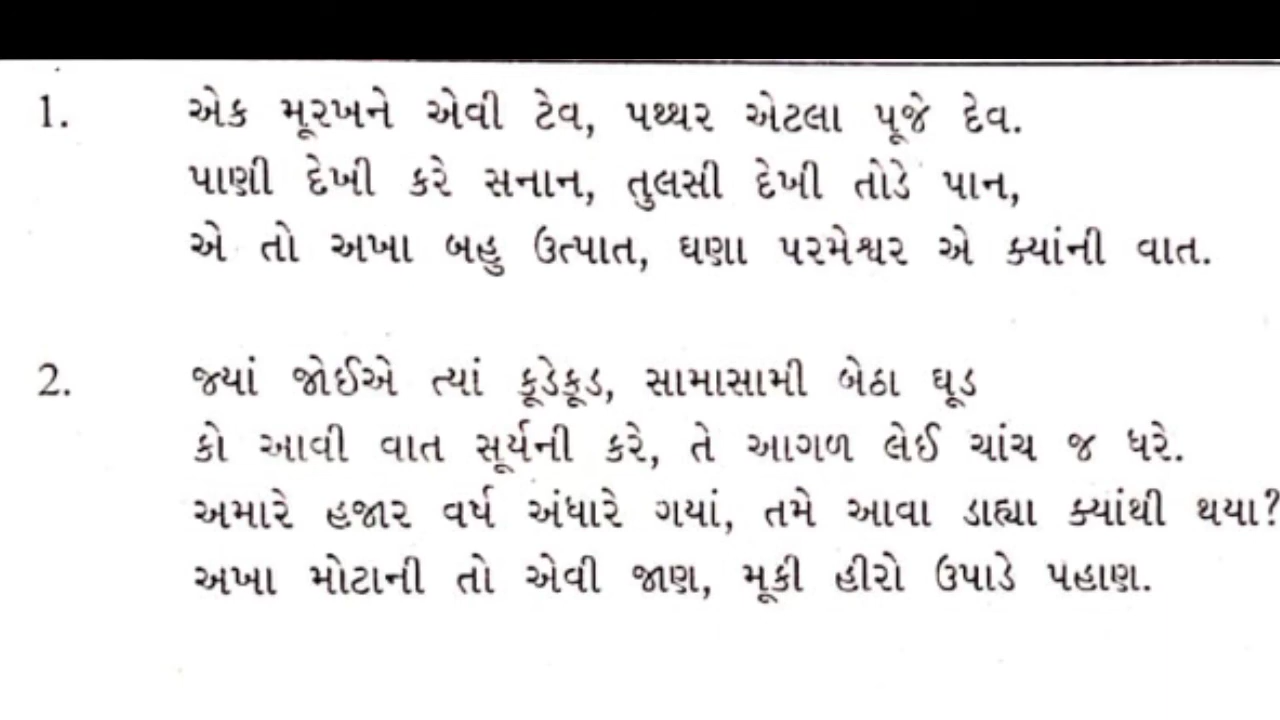 1. એક મૂરખને એવી ટેવ, પથ્થર એટલા પૂજે દેવ.
પાણી દેખી કરે સનાન, તુલસી દેખી તોડે પાન,
એ તો અખા બહુ ઉત્પાત, ઘણા પરમેશ્વર એ ક્યાંની વાત.
2. જ્યાં જોઈએ ત્યાં કૂડેકૂડ, સામાસામી બેઠા ઘૂડ
કો આવી વાત સૂર્યની કરે, તે આગળ લેઈ ચાંચ જ ધરે.
અમારે હજાર વર્ષ અંધારે ગયાં, તમે આવા ડાહ્યા ક્યાંથી થયા?
અખા મોટાની તો એવી જાણ, મૂકી હીરો ઉપાડે પહાણ.